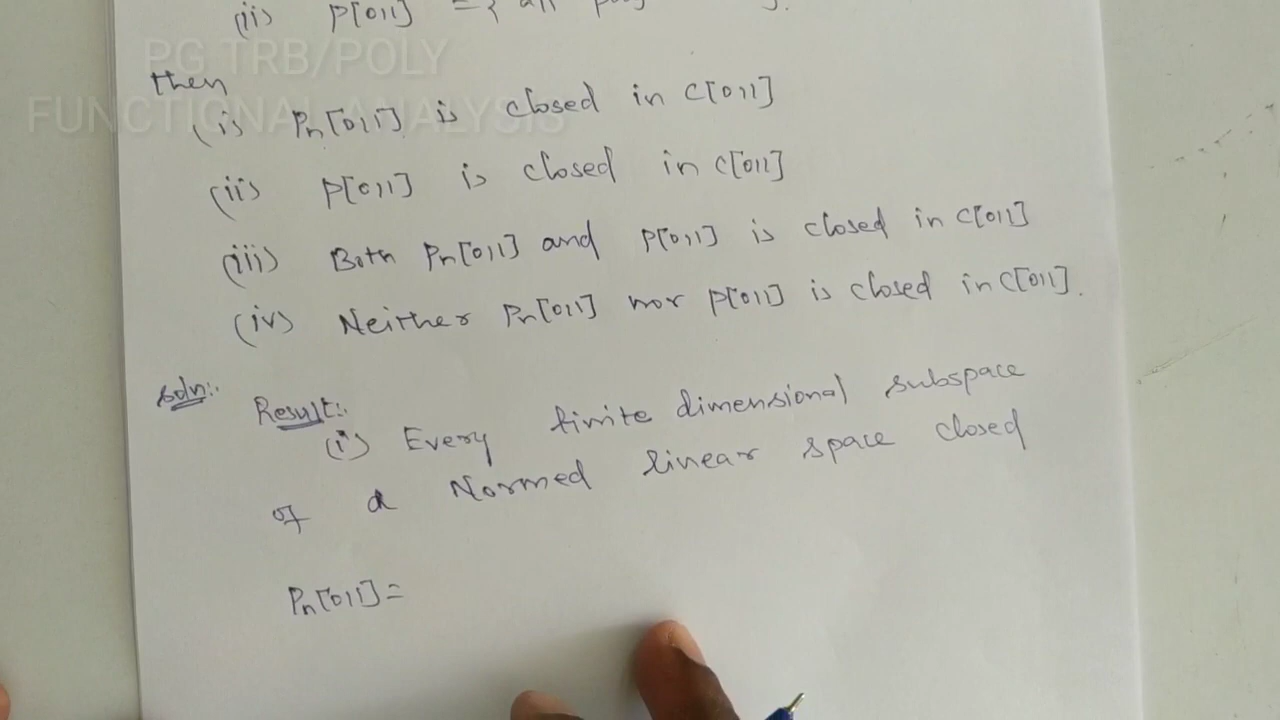 (ii) P[0,1] = {
PG TRB/POLY
FUNCTIONAL ANALYSIS
then
(i) Pn[0,1] is closed in C[0,1]
(ii) P[0,1] is closed in C[0,1]
(iii) Both Pn[0,1] and P[0,1] is closed in C[0,1]
(iv) Neither Pn[0,1] nor P[0,1] is closed in C[0,1].
Soln:.
Result:.
(i) Every finite dimensional subspace
of a Normed linear space closed
Pn[0,1] =